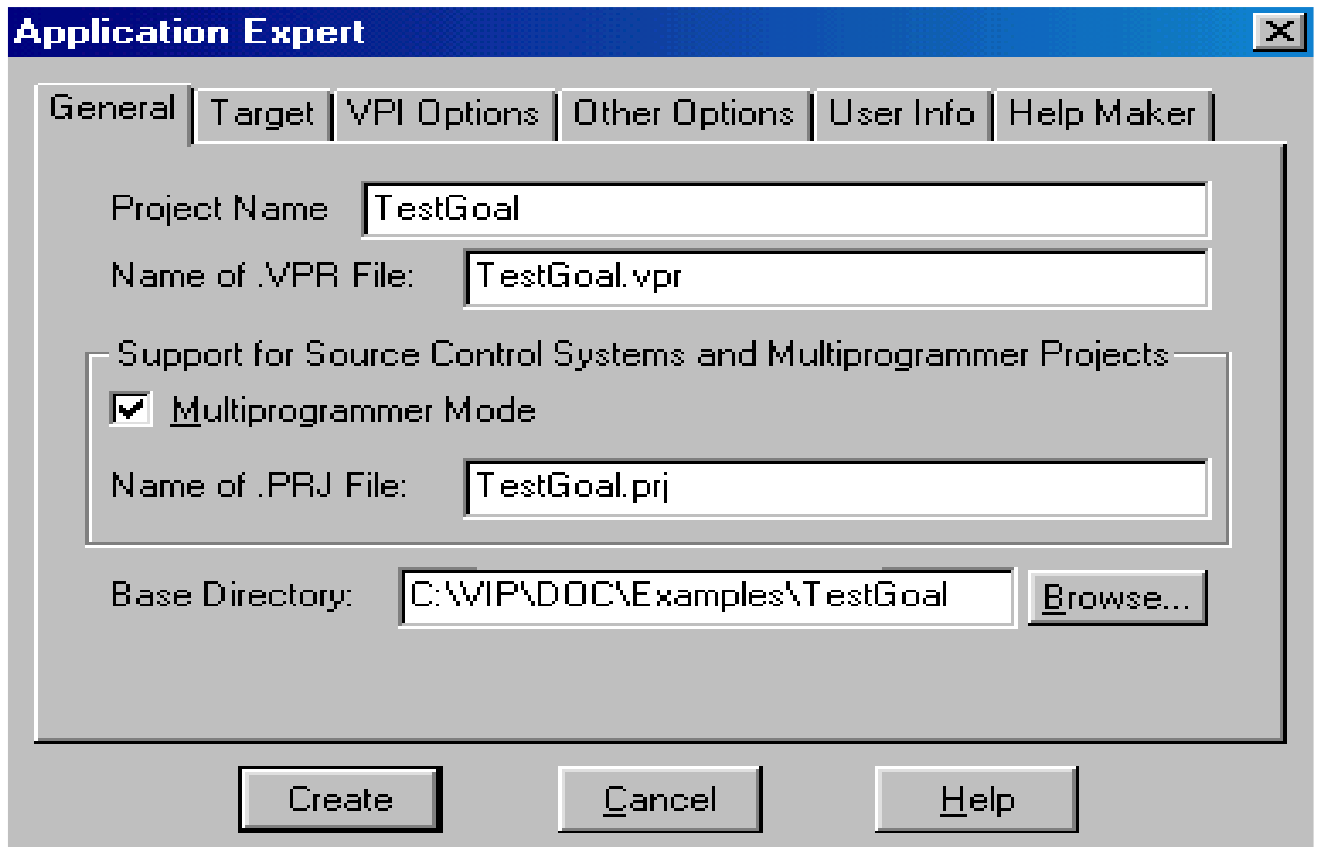 Application Expert
General Target VPI Options Other Options User Info Help Maker
Project Name TestGoal
Name of .VPR File: TestGoal.vpr
Support for Source Control Systems and Multiprogrammer Projects
Multiprogrammer Mode
Name of .PRJ File: TestGoal.prj
Base Directory: C:\VIP\DOC\Examples\TestGoal Browse...
Create Cancel Help